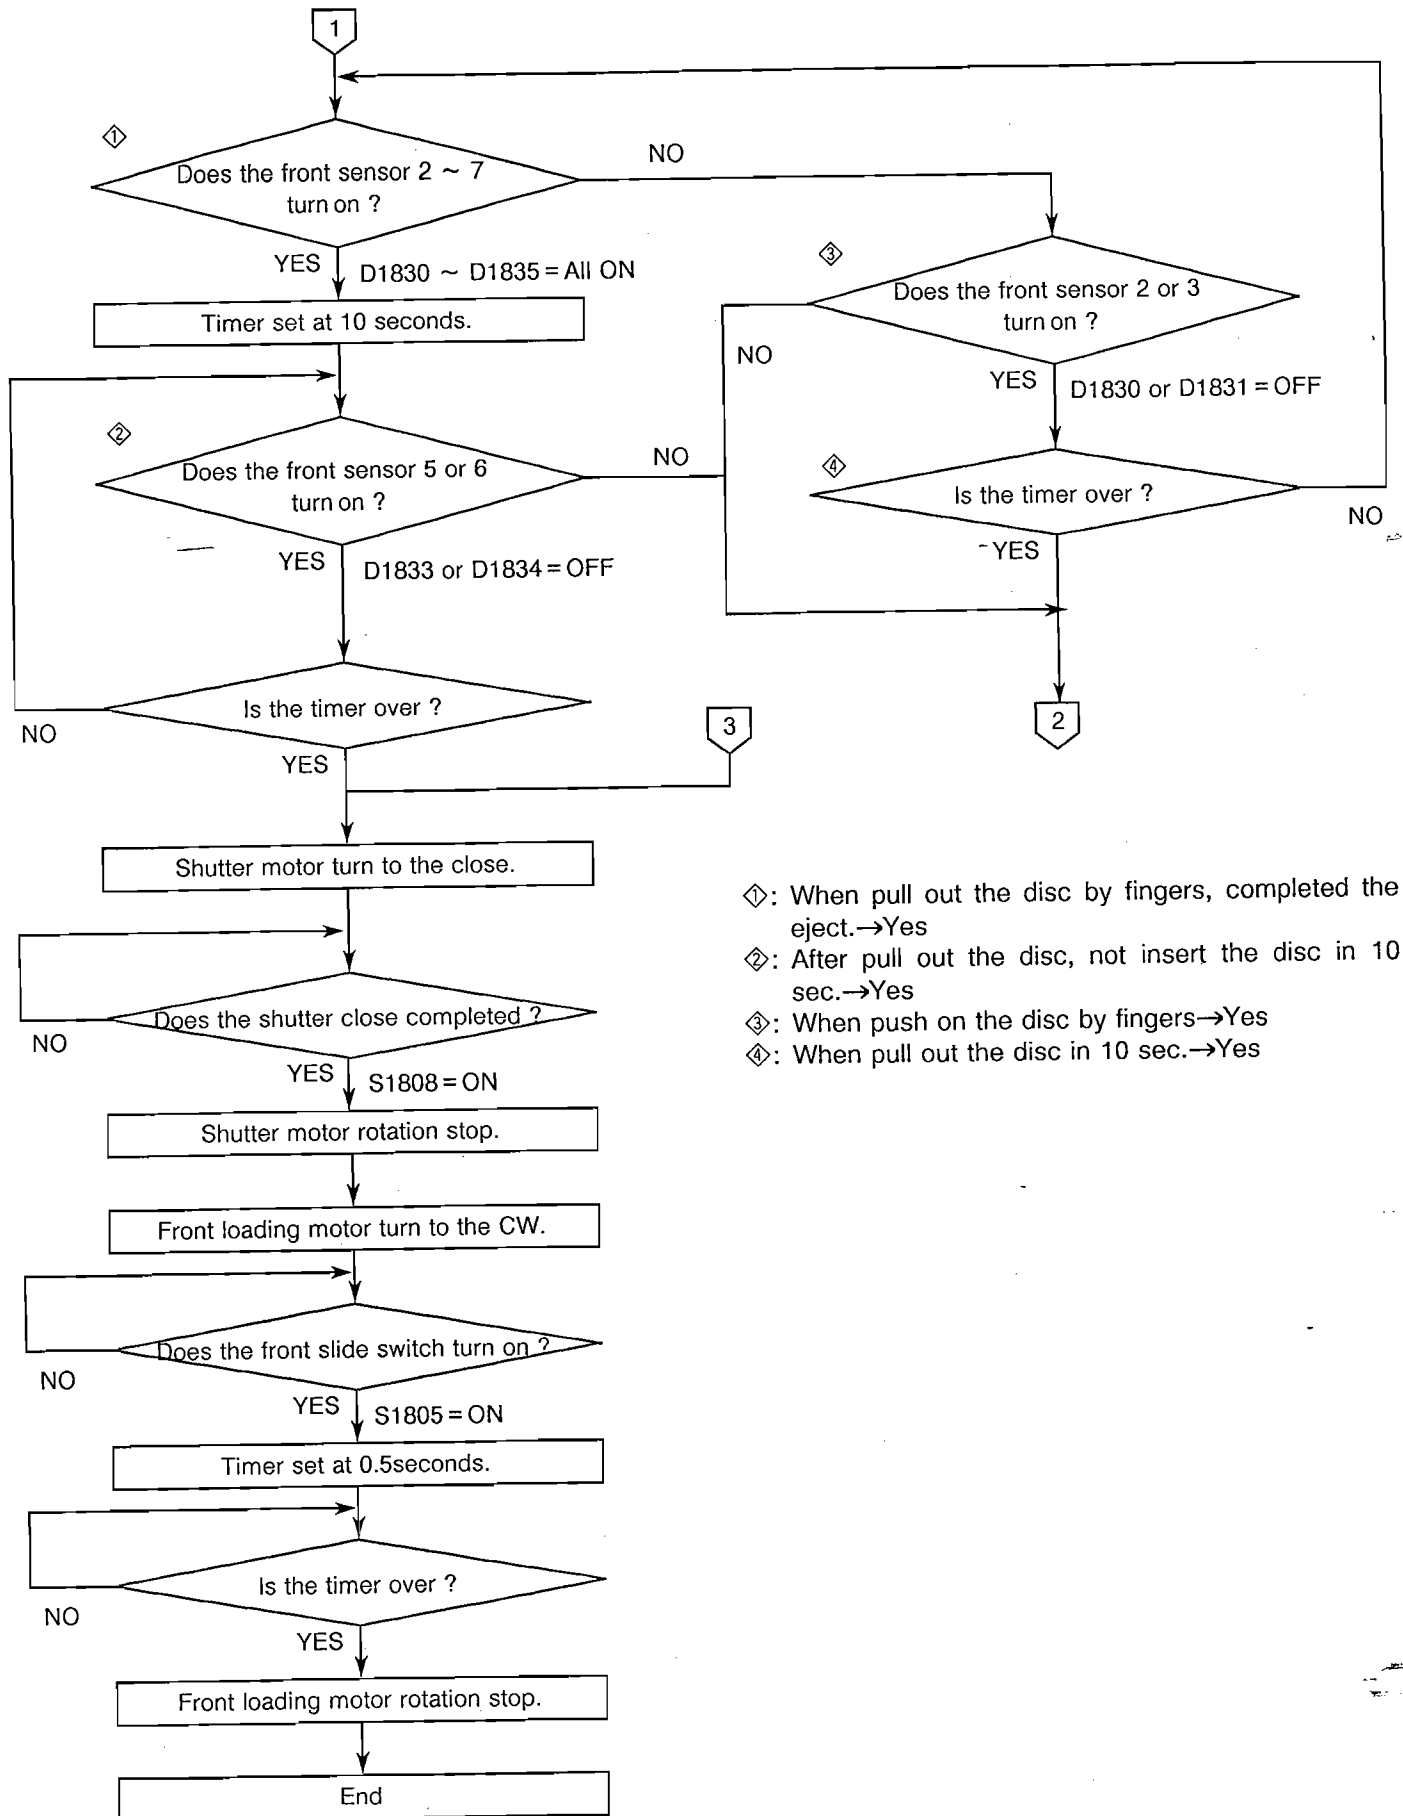 1
①
Does the front sensor 2 ~ 7
turn on ?
NO
YES
D1830 ~ D1835 = All ON
Timer set at 10 seconds.
③
Does the front sensor 2 or 3
turn on ?
NO
YES
D1830 or D1831 = OFF
②
Does the front sensor 5 or 6
turn on ?
NO
④
Is the timer over ?
NO
YES
YES
D1833 or D1834 = OFF
Is the timer over ?
NO
YES
3
2
Shutter motor turn to the close.
①: When pull out the disc by fingers, completed the
eject.→Yes
②: After pull out the disc, not insert the disc in 10
sec.→Yes
③: When push on the disc by fingers→Yes
④: When pull out the disc in 10 sec.→Yes
Does the shutter close completed ?
NO
YES
S1808 = ON
Shutter motor rotation stop.
Front loading motor turn to the CW.
Does the front slide switch turn on ?
NO
YES
S1805 = ON
Timer set at 0.5seconds.
Is the timer over ?
NO
YES
Front loading motor rotation stop.
End